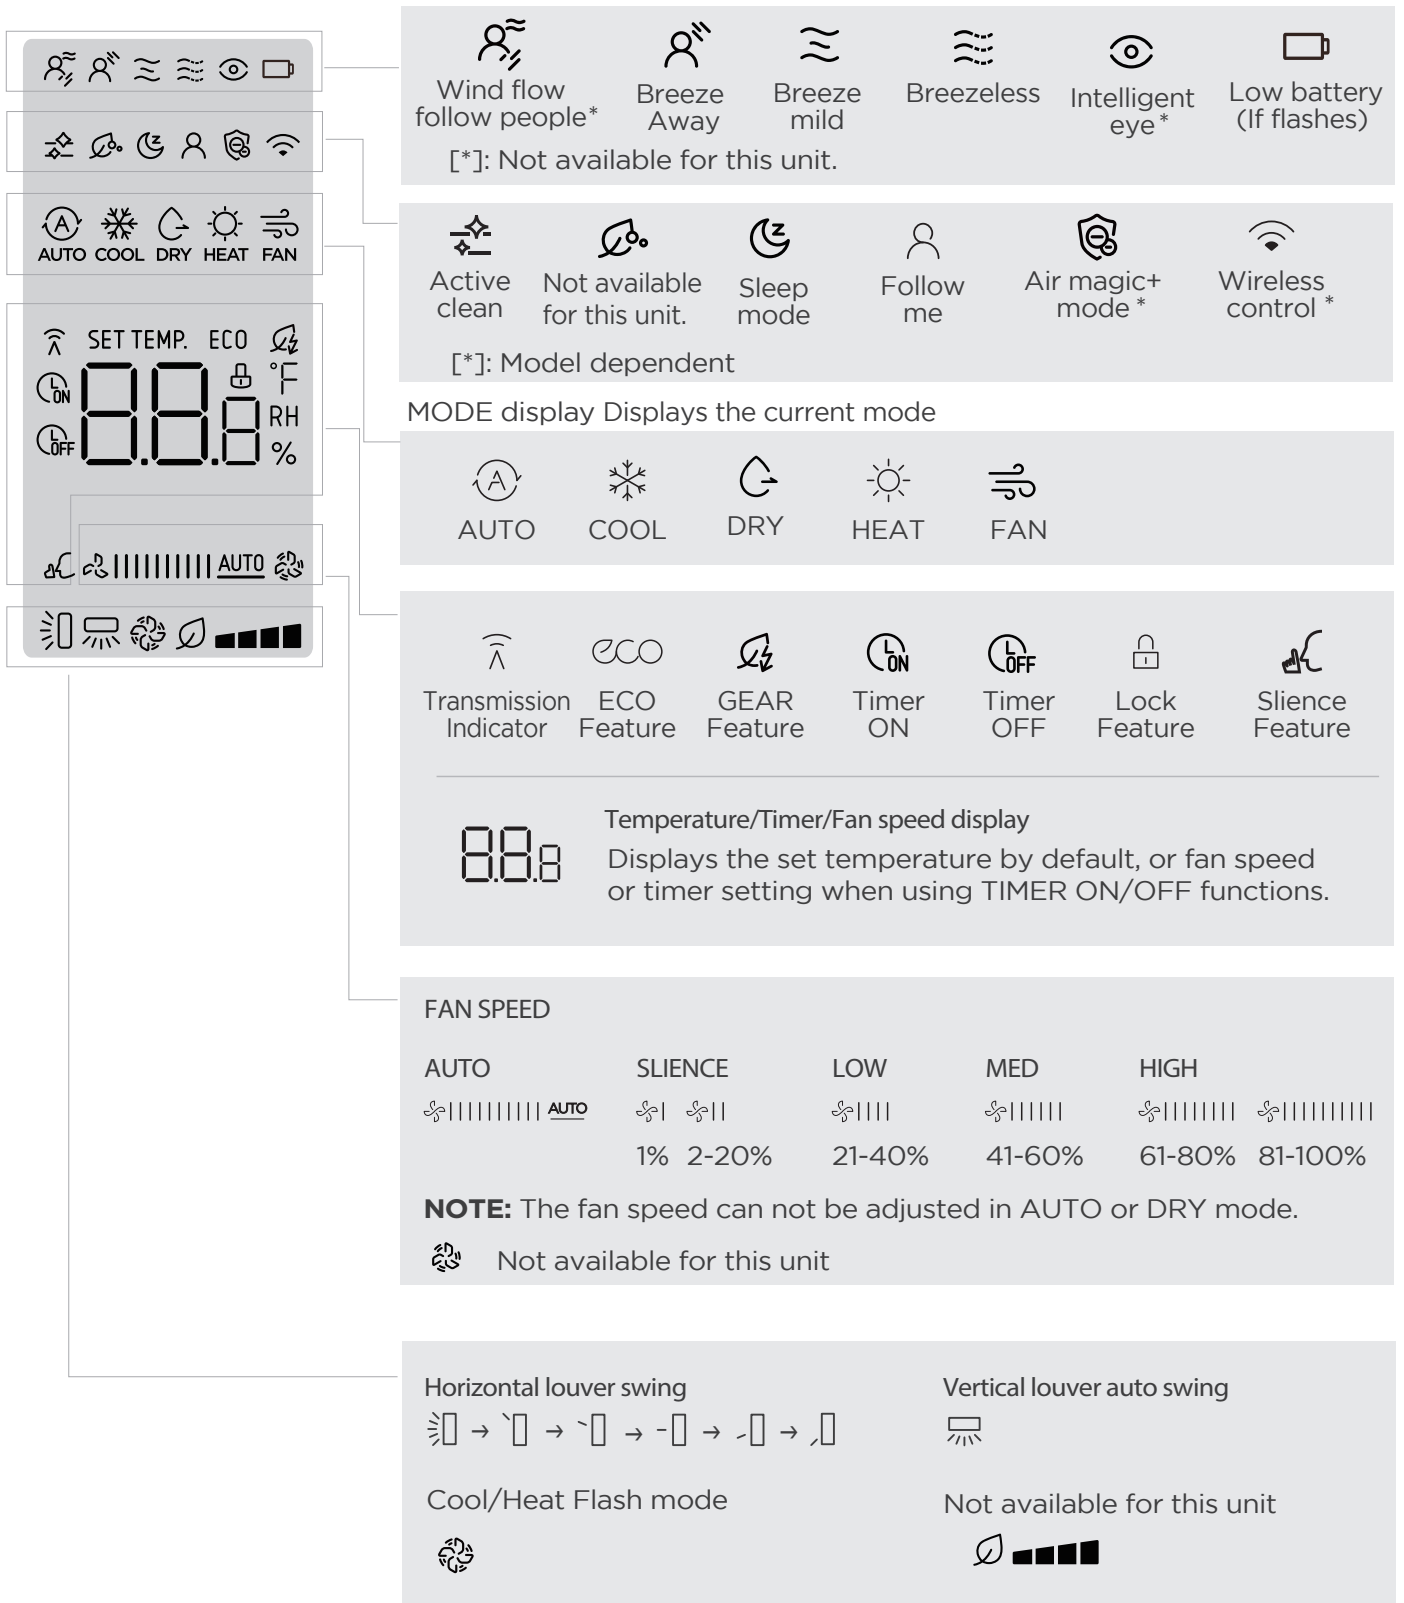 Wind flow
follow people*
Breeze
Away
Breeze
mild
Breezeless
Intelligent
eye*
Low battery
(If flashes)
[*]: Not available for this unit.
Active
clean
Not available
for this unit.
Sleep
mode
Follow
me
Air magic+
mode *
Wireless
control *
[*]: Model dependent
AUTO COOL DRY HEAT FAN
SET TEMP. ECO
ON
°F
RH
OFF
%
88.8
AUTO
MODE display Displays the current mode
A
AUTO
COOL
DRY
HEAT
FAN
eco
ON
OFF
Transmission
Indicator
ECO
Feature
GEAR
Feature
Timer
ON
Timer
OFF
Lock
Feature
Slience
Feature
88.8
Temperature/Timer/Fan speed display
Displays the set temperature by default, or fan speed
or timer setting when using TIMER ON/OFF functions.
FAN SPEED
AUTO SLIENCE LOW MED HIGH
AUTO
1% 2-20% 21-40% 41-60% 61-80% 81-100%
NOTE: The fan speed can not be adjusted in AUTO or DRY mode.
Not available for this unit
Horizontal louver swing
Vertical louver auto swing
Cool/Heat Flash mode
Not available for this unit